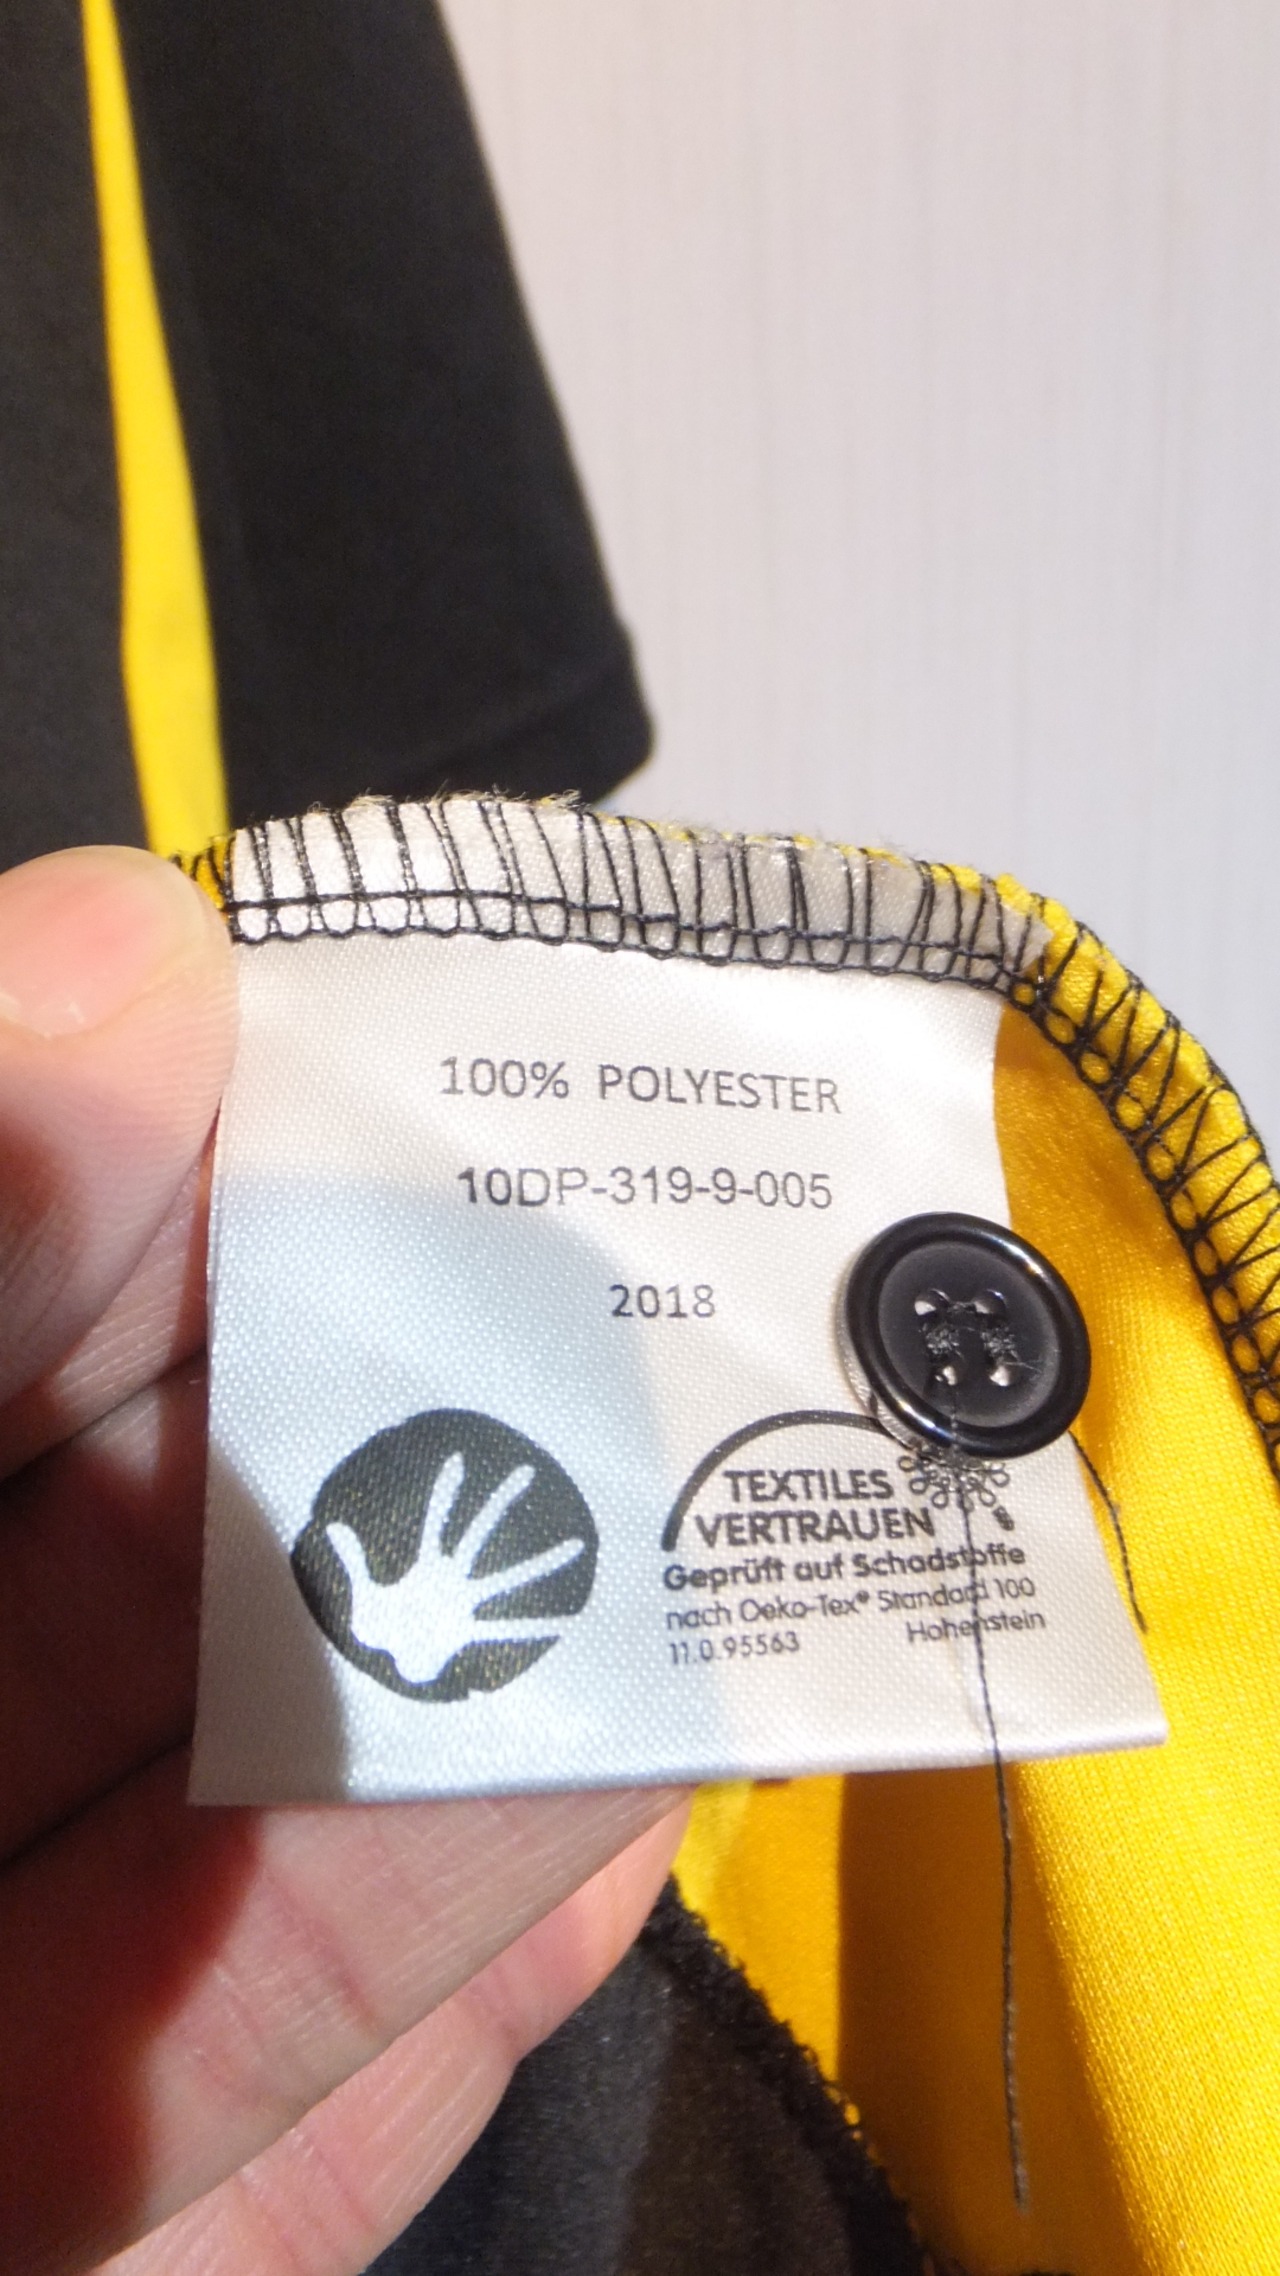 100% POLYESTER
10DP-319-9-005
2018
TEXTILES
VERTRAUEN
Geprüft auf Schadstoffe
nach Oeko-Tex® Standard 100
11.0.95563 Hohenstein